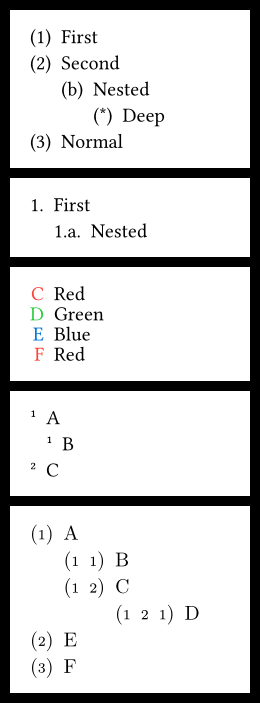 (1) First
(2) Second
(b) Nested
(*) Deep
(3) Normal
1. First
1.a. Nested
C Red
D Green
E Blue
F Red
¹ A
¹ B
² C
(1) A
(1 1) B
(1 2) C
(1 2 1) D
(2) E
(3) F